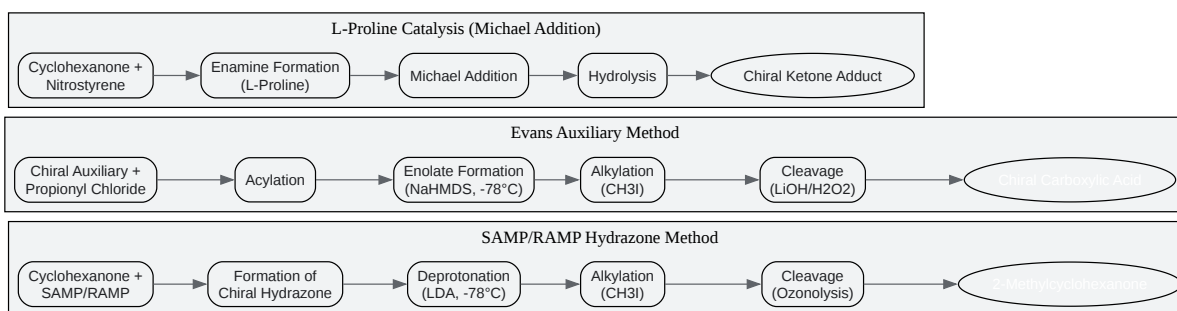 L-Proline Catalysis (Michael Addition)
Cyclohexanone +
Nitrostyrene
Enamine Formation
(L-Proline)
Michael Addition
Hydrolysis
Chiral Ketone Adduct
Evans Auxiliary Method
Chiral Auxiliary +
Propionyl Chloride
Acylation
Enolate Formation
(NaHMDS, -78°C)
Alkylation
(CH3I)
Cleavage
(LiOH/H2O2)
Chiral Carboxylic Acid
SAMP/RAMP Hydrazone Method
Cyclohexanone +
SAMP/RAMP
Formation of
Chiral Hydrazone
Deprotonation
(LDA, -78°C)
Alkylation
(CH3I)
Cleavage
(Ozonolysis)
2-Methylcyclohexanone